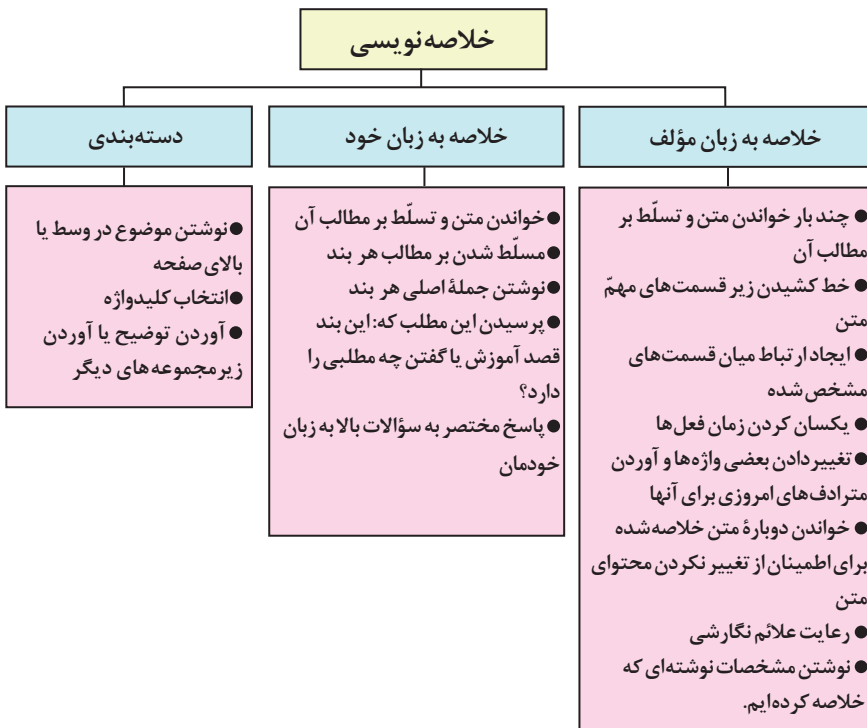 خلاصه‌نویسی
خلاصه به زبان مؤلف
● چند بار خواندن متن و تسلّط بر
مطالب آن
● خط کشیدن زیر قسمت‌های مهمّ
متن
● ایجاد ارتباط میان قسمت‌های
مشخص‌شده
● یکسان کردن زمان فعل‌ها
● تغییردادن بعضی واژه‌ها و آوردن
مترادف‌های امروزی برای آنها
● خواندن دوبارهٔ متن خلاصه‌شده
برای اطمینان از تغییر نکردن محتوای
متن
● رعایت علائم نگارشی
● نوشتن مشخصات نوشته‌ای که
خلاصه کرده‌ایم.
خلاصه به زبان خود
● خواندن متن و تسلّط بر مطالب آن
● مسلّط شدن بر مطالب هر بند
● نوشتن جملهٔ اصلی هر بند
● پرسیدن این مطلب که: این بند
قصد آموزش یا گفتن چه مطلبی را
دارد؟
● پاسخ مختصر به سؤالات بالا به زبان
خودمان
دسته‌بندی
● نوشتن موضوع در وسط یا
بالای صفحه
● انتخاب کلیدواژه
● آوردن توضیح یا آوردن
زیرمجموعه‌های دیگر